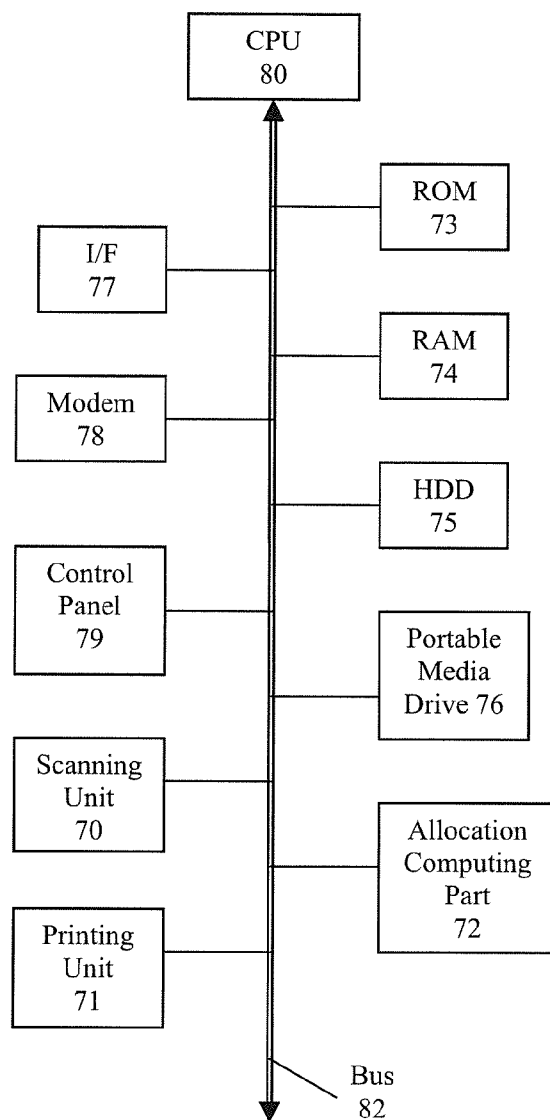 CPU
80
ROM
73
I/F
77
RAM
74
Modem
78
HDD
75
Control
Panel
79
Portable
Media
Drive 76
Scanning
Unit
70
Allocation
Computing
Part
72
Printing
Unit
71
Bus
82